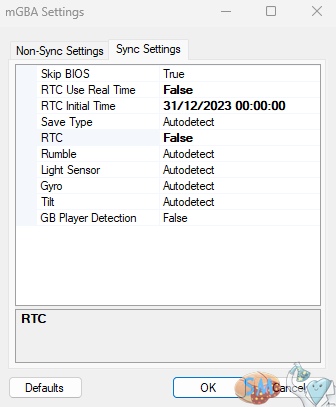 mGBA Settings
Non-Sync Settings Sync Settings
Skip BIOS True
RTC Use Real Time False
RTC Initial Time 31/12/2023 00:00:00
Save Type Autodetect
RTC False
Rumble Autodetect
Light Sensor Autodetect
Gyro Autodetect
Tilt Autodetect
GB Player Detection False
RTC
Defaults OK Cancel